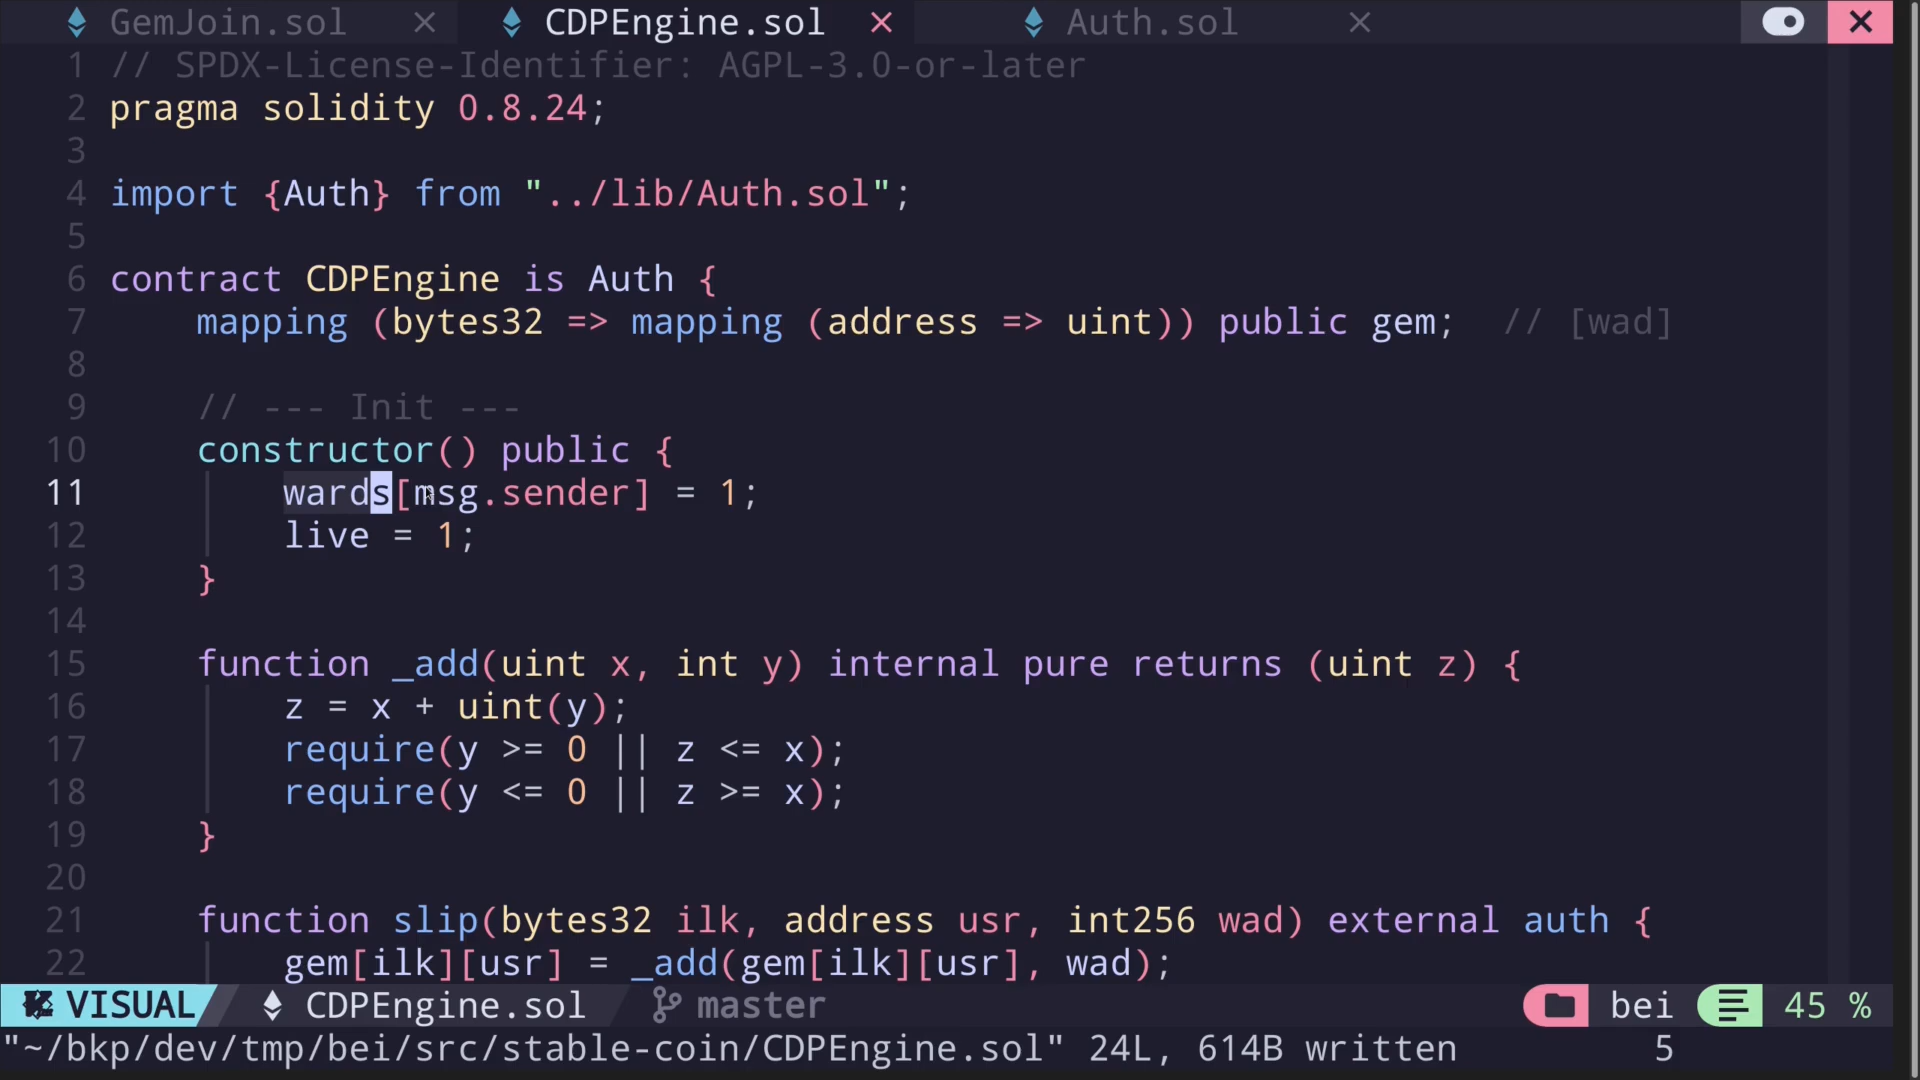 GemJoin.sol CDPEngine.sol Auth.sol
1 // SPDX-License-Identifier: AGPL-3.0-or-later
2 pragma solidity 0.8.24;
3
4 import {Auth} from "../lib/Auth.sol";
5
6 contract CDPEngine is Auth {
7 mapping (bytes32 => mapping (address => uint)) public gem; // [wad]
8
9 // --- Init ---
10 constructor() public {
11 wards[msg.sender] = 1;
12 live = 1;
13 }
14
15 function _add(uint x, int y) internal pure returns (uint z) {
16 z = x + uint(y);
17 require(y >= 0 || z <= x);
18 require(y <= 0 || z >= x);
19 }
20
21 function slip(bytes32 ilk, address usr, int256 wad) external auth {
22 gem[ilk][usr] = _add(gem[ilk][usr], wad);
VISUAL CDPEngine.sol master bei 45 %
"~/bkp/dev/tmp/bei/src/stable-coin/CDPEngine.sol" 24L, 614B written 5